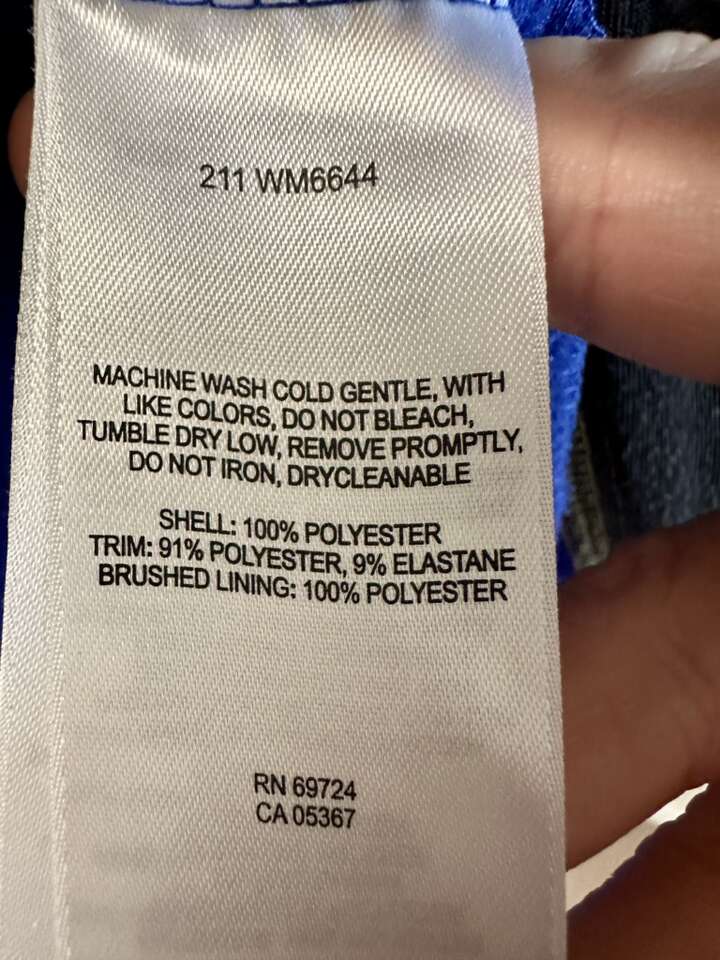 211 WM6644
MACHINE WASH COLD GENTLE, WITH
LIKE COLORS, DO NOT BLEACH,
TUMBLE DRY LOW, REMOVE PROMPTLY,
DO NOT IRON, DRYCLEANABLE
SHELL: 100% POLYESTER
TRIM: 91% POLYESTER, 9% ELASTANE
BRUSHED LINING: 100% POLYESTER
RN 69724
CA 05367